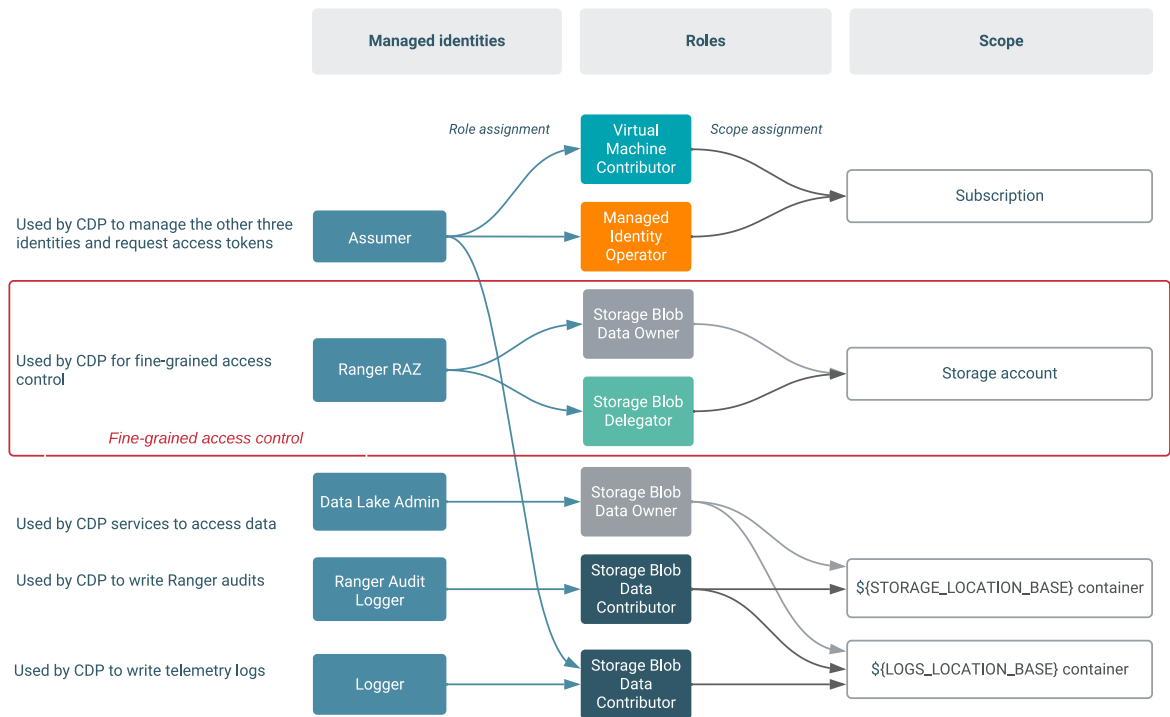 Managed identities
Roles
Scope
Role assignment
Scope assignment
Virtual
Machine
Contributor
Subscription
Used by CDP to manage the other three
identities and request access tokens
Assumer
Managed
Identity
Operator
Used by CDP for fine-grained access
control
Ranger RAZ
Storage Blob
Data Owner
Storage Blob
Delegator
Storage account
Fine-grained access control
Used by CDP services to access data
Data Lake Admin
Storage Blob
Data Owner
Used by CDP to write Ranger audits
Ranger Audit
Logger
Storage Blob
Data
Contributor
${STORAGE_LOCATION_BASE} container
Used by CDP to write telemetry logs
Logger
Storage Blob
Data
Contributor
${LOGS_LOCATION_BASE} container